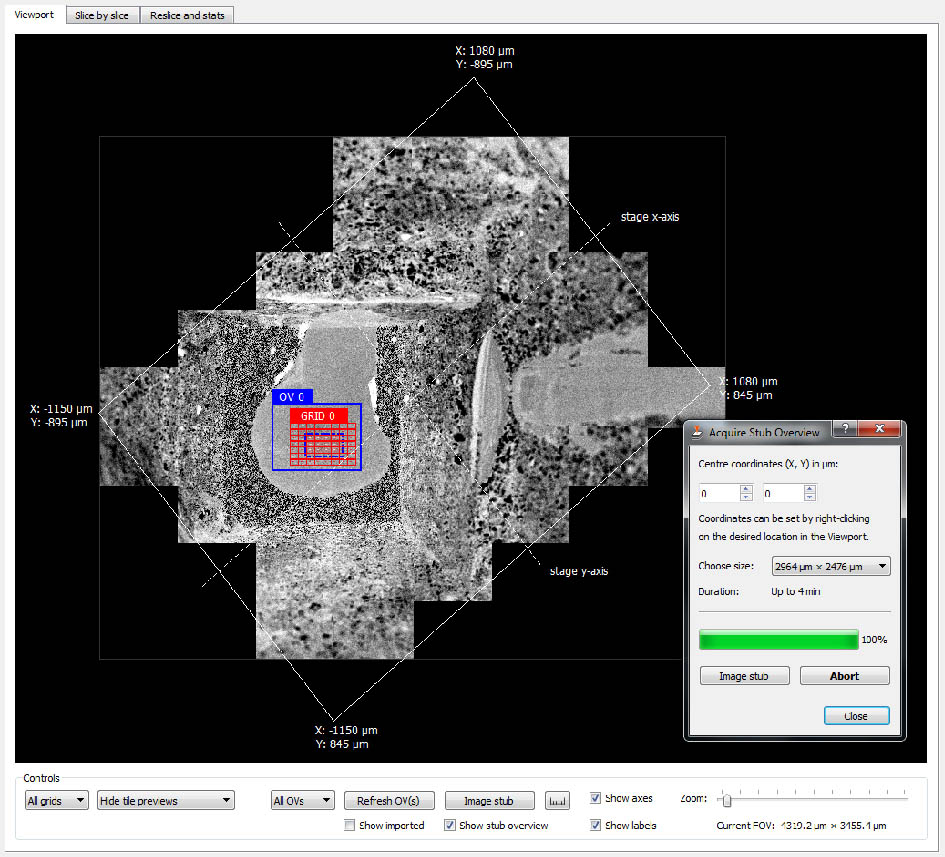 Viewport Slice by slice Reslice and stats
X: 1080 µm
Y: -895 µm
stage x-axis
X: 1080 µm
Y: 845 µm
OV 0
X: -1150 µm
Y: -895 µm
GRID 0
Acquire Stub Overview
Centre coordinates (X, Y) in µm:
0 0
Coordinates can be set by right-clicking
on the desired location in the Viewport.
Choose size: 2964 µm × 2476 µm
stage y-axis
Duration: Up to 4 min
100%
Image stub Abort
Close
X: -1150 µm
Y: 845 µm
Controls
All grids Hide tile previews All OVs Refresh OV(s) Image stub Show axes Zoom:
Show imported Show stub overview Show labels Current FOV: 4319.2 µm × 3455.4 µm